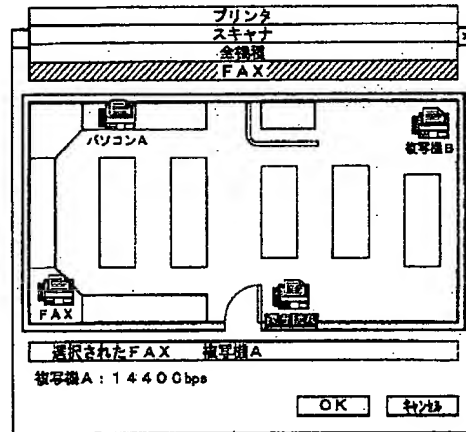 プリンタ
スキャナ
全機種
FAX
パソコンA
複写機B
FAX
選択されたFAX 複写機A
複写機A:14400bps
OK
キャンセル